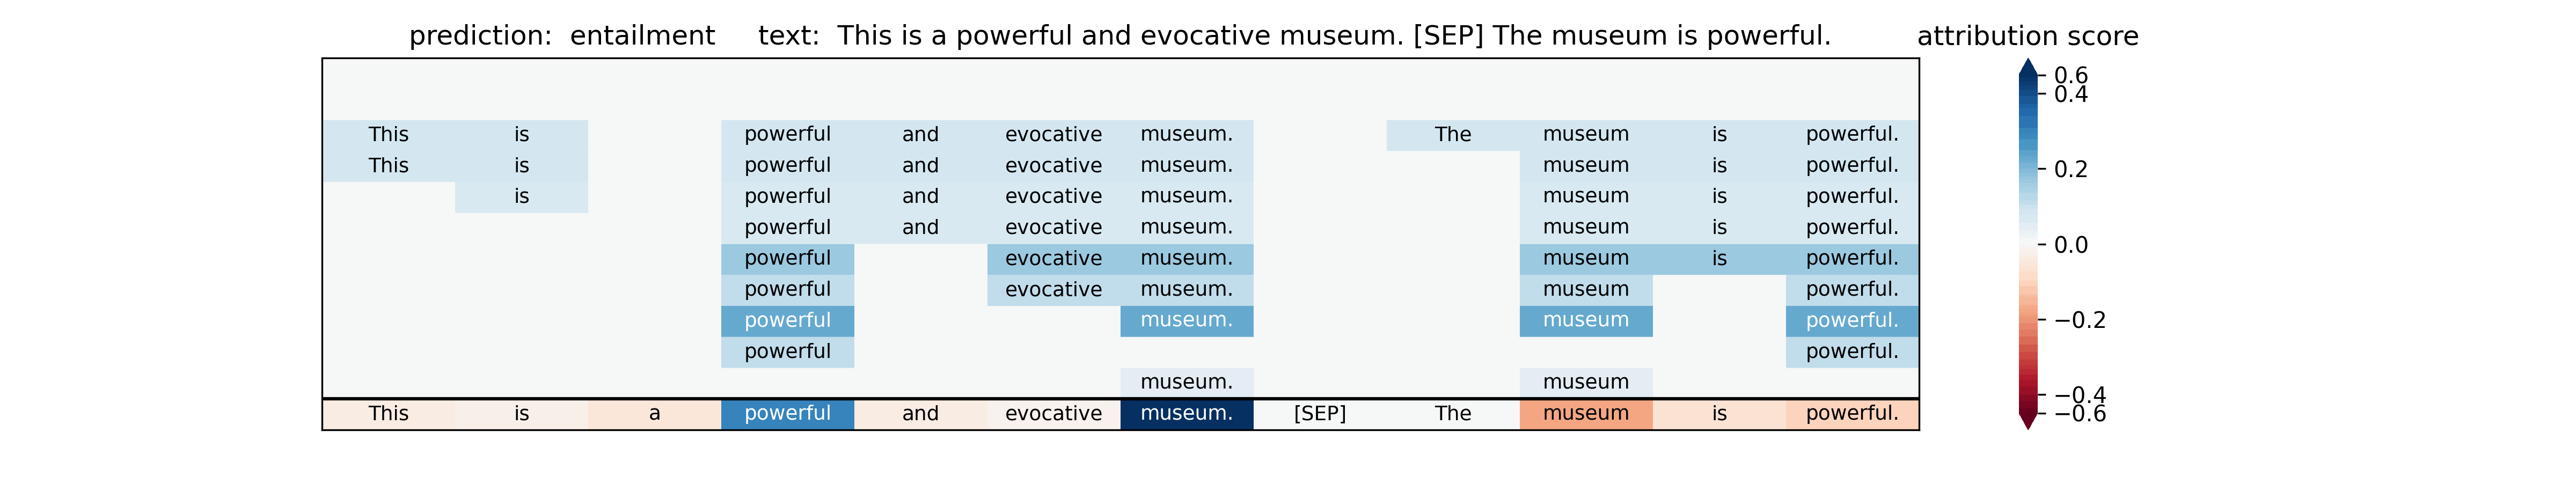 prediction: entailment text: This is a powerful and evocative museum. [SEP] The museum is powerful.
attribution score
This is powerful and evocative museum. The museum is powerful.
This is powerful and evocative museum. museum is powerful.
is powerful and evocative museum. museum is powerful.
powerful and evocative museum. museum is powerful.
powerful evocative museum. museum is powerful.
powerful evocative museum. museum powerful.
powerful museum. museum powerful.
powerful powerful.
museum. museum
This is a powerful and evocative museum. [SEP] The museum is powerful.
0.6
0.4
0.2
0.0
−0.2
−0.4
−0.6